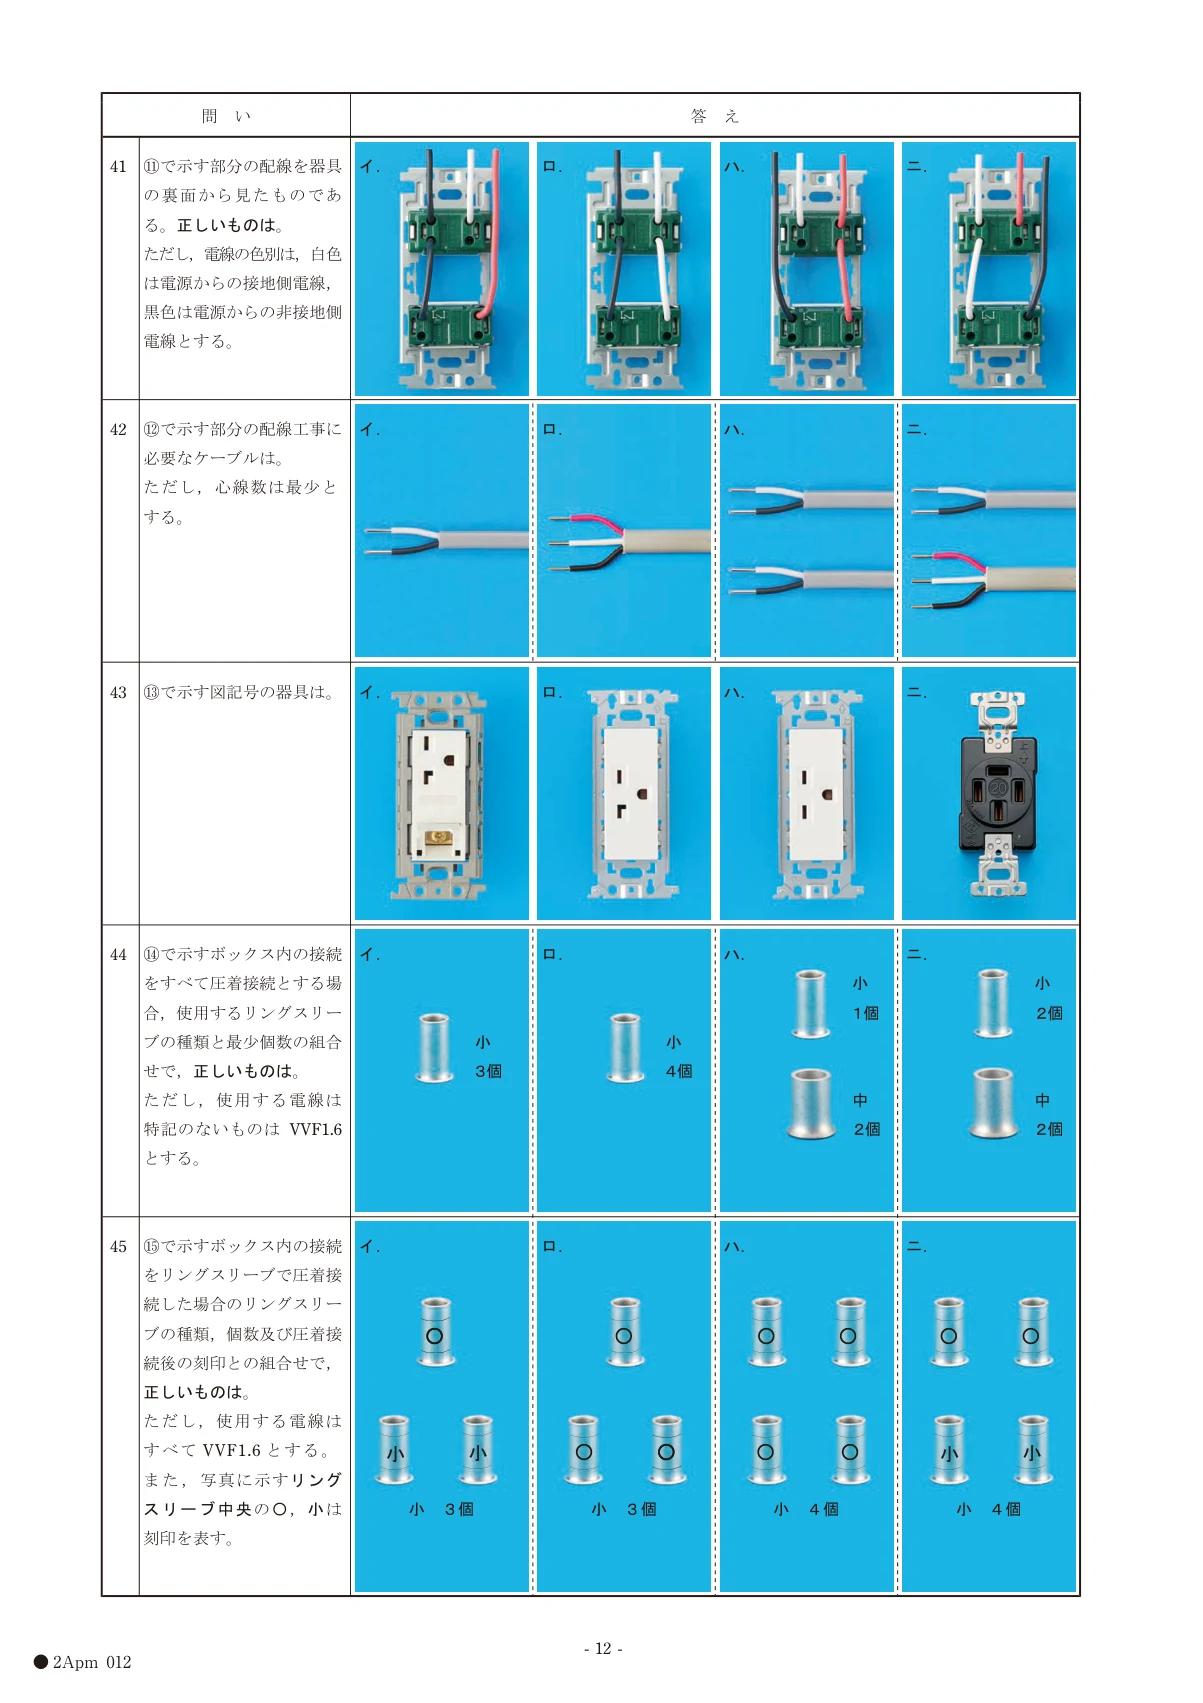 問　い
答　え
41
⑪で示す部分の配線を器具
の裏面から見たものであ
る。正しいものは。
ただし，電線の色別は，白色
は電源からの接地側電線，
黒色は電源からの非接地側
電線とする。
イ.
ロ.
ハ.
ニ.
42
⑫で示す部分の配線工事に
必要なケーブルは。
ただし，心線数は最少と
する。
イ.
ロ.
ハ.
ニ.
43
⑬で示す図記号の器具は。
イ.
ロ.
ハ.
ニ.
20
44
⑭で示すボックス内の接続
をすべて圧着接続とする場
合，使用するリングスリー
ブの種類と最少個数の組合
せで，正しいものは。
ただし，使用する電線は
特記のないものは VVF1.6
とする。
イ.
小
3個
ロ.
小
4個
ハ.
小
1個
中
2個
ニ.
小
2個
中
2個
45
⑮で示すボックス内の接続
をリングスリーブで圧着接
続した場合のリングスリー
ブの種類，個数及び圧着接
続後の刻印との組合せで，
正しいものは。
ただし，使用する電線は
すべて VVF1.6 とする。
また，写真に示すリング
スリーブ中央の〇，小は
刻印を表す。
イ.
〇
小 小
小　3個
ロ.
〇
〇 〇
小　3個
ハ.
〇 〇
〇 〇
小　4個
ニ.
〇 〇
小 小
小　4個
- 12 -
●2Apm 012